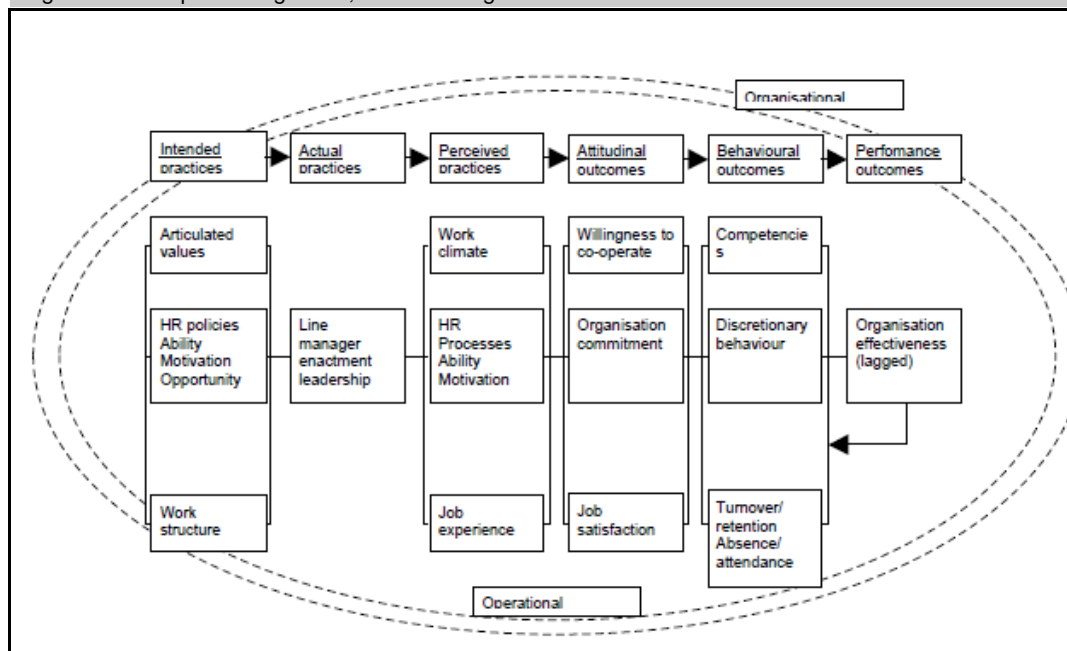 Organisational
Intended
practices
Actual
practices
Perceived
practices
Attitudinal
outcomes
Behavioural
outcomes
Perfomance
outcomes
Articulated
values
Work
climate
Willingness to
co-operate
Competencie
s
HR policies
Ability
Motivation
Opportunity
Line
manager
enactment
leadership
HR
Processes
Ability
Motivation
Organisation
commitment
Discretionary
behaviour
Organisation
effectiveness
(lagged)
Work
structure
Job
experience
Job
satisfaction
Turnover/
retention
Absence/
attendance
Operational